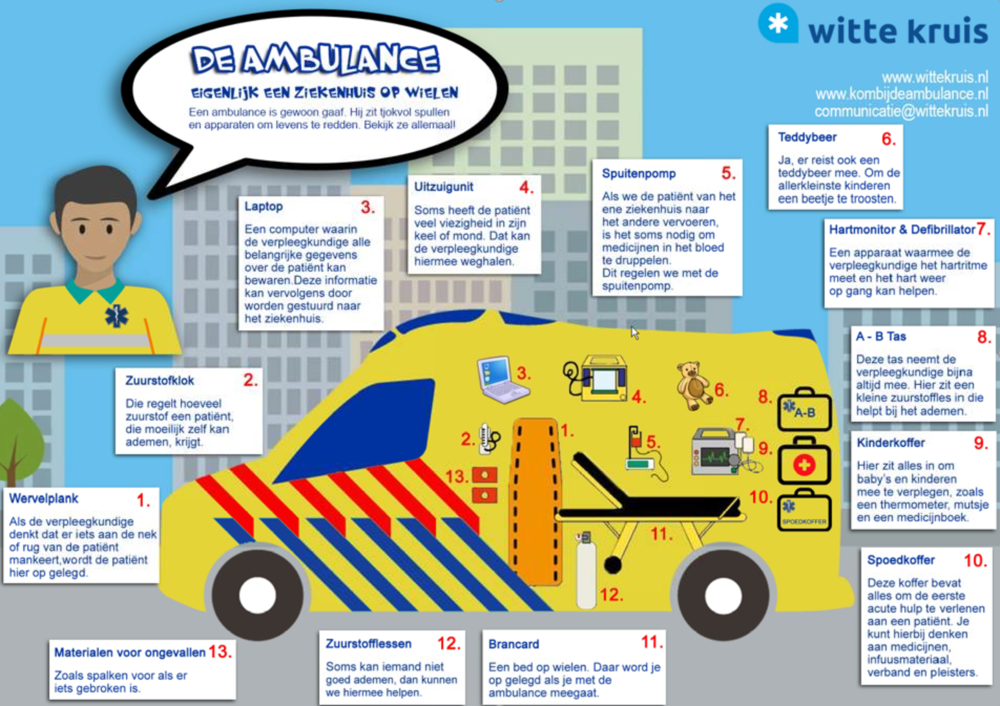 witte kruis
www.wittekruis.nl
www.kombijdeambulance.nl
communicatie@wittekruis.nl
DE AMBULANCE
EIGENLIJK EEN ZIEKENHUIS OP WIELEN
Een ambulance is gewoon gaaf. Hij zit tjokvol spullen
en apparaten om levens te redden. Bekijk ze allemaal!
Teddybeer 6.
Ja, er reist ook een
teddybeer mee. Om de
allerkleinste kinderen
een beetje te troosten.
Spuitenpomp 5.
Als we de patiënt van het
ene ziekenhuis naar
het andere vervoeren,
is het soms nodig om
medicijnen in het bloed
te druppelen.
Dit regelen we met de
spuitenpomp.
Uitzuigunit 4.
Soms heeft de patiënt
veel viezigheid in zijn
keel of mond. Dat kan
de verpleegkundige
hiermee weghalen.
Laptop 3.
Een computer waarin
de verpleegkundige alle
belangrijke gegevens
over de patiënt kan
bewaren.Deze informatie
kan vervolgens door
worden gestuurd naar
het ziekenhuis.
Hartmonitor & Defibrillator 7.
Een apparaat waarmee de
verpleegkundige het hartritme
meet en het hart weer
op gang kan helpen.
A - B Tas 8.
Deze tas neemt de
verpleegkundige bijna
altijd mee. Hier zit een
kleine zuurstoffles in die
helpt bij het ademen.
Zuurstofklok 2.
Die regelt hoeveel
zuurstof een patiënt,
die moeilijk zelf kan
ademen, krijgt.
3.
4.
6.
8.
A-B
2.
1.
5.
7.
9.
13.
10.
SPOEDKOFFER
11.
12.
Kinderkoffer 9.
Hier zit alles in om
baby's en kinderen
mee te verplegen, zoals
een thermometer, mutsje
en een medicijnboek.
Wervelplank 1.
Als de verpleegkundige
denkt dat er iets aan de nek
of rug van de patiënt
mankeert,wordt de patiënt
hier op gelegd.
Spoedkoffer 10.
Deze koffer bevat
alles om de eerste
acute hulp te verlenen
aan een patiënt. Je
kunt hierbij denken
aan medicijnen,
infuusmateriaal,
verband en pleisters.
Materialen voor ongevallen 13.
Zoals spalken voor als er
iets gebroken is.
Zuurstofflessen 12.
Soms kan iemand niet
goed ademen, dan kunnen
we hiermee helpen.
Brancard 11.
Een bed op wielen. Daar word je
op gelegd als je met de
ambulance meegaat.